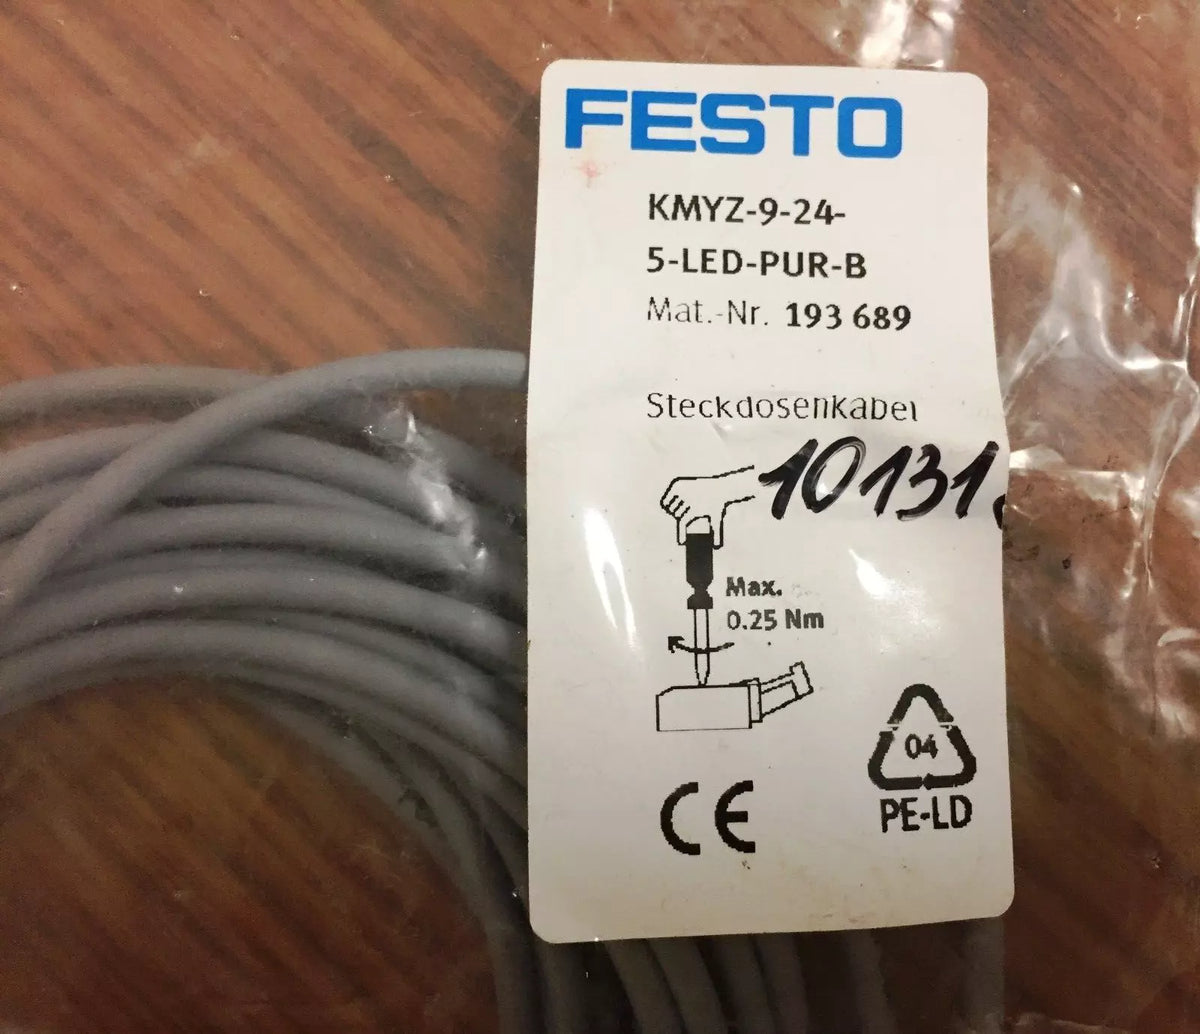 FESTO
KMYZ-9-24-
5-LED-PUR-B
Mat.-Nr. 193 689
Steckdosenkabel
10131
Max.
0.25 Nm
04
CE
PE-LD